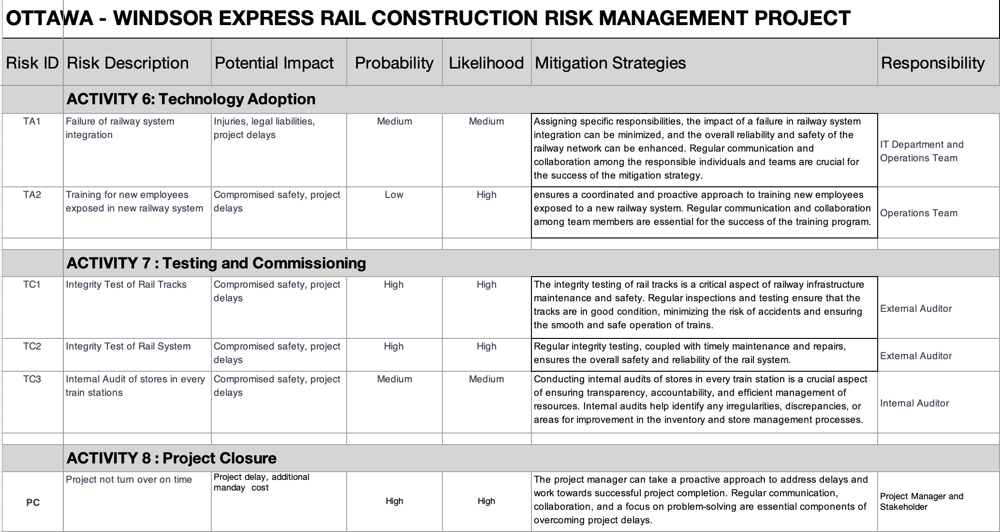 OTTAWA - WINDSOR EXPRESS RAIL CONSTRUCTION RISK MANAGEMENT PROJECT
Risk ID Risk Description Potential Impact Probability Likelihood Mitigation Strategies Responsibility
ACTIVITY 6: Technology Adoption
TA1
Failure of railway system
integration
Injuries, legal liabilities,
project delays
Medium
Medium
Assigning specific responsibilities, the impact of a failure in railway system
integration can be minimized, and the overall reliability and safety of the
railway network can be enhanced. Regular communication and
collaboration among the responsible individuals and teams are crucial for
the success of the mitigation strategy.
IT Department and
Operations Team
TA2
Training for new employees
exposed in new railway system
Compromised safety, project
delays
Low
High
ensures a coordinated and proactive approach to training new employees
exposed to a new railway system. Regular communication and collaboration
among team members are essential for the success of the training program.
Operations Team
ACTIVITY 7 : Testing and Commissioning
TC1
Integrity Test of Rail Tracks
Compromised safety, project
delays
High
High
The integrity testing of rail tracks is a critical aspect of railway infrastructure
maintenance and safety. Regular inspections and testing ensure that the
tracks are in good condition, minimizing the risk of accidents and ensuring
the smooth and safe operation of trains.
External Auditor
TC2
Integrity Test of Rail System
Compromised safety, project
delays
High
High
Regular integrity testing, coupled with timely maintenance and repairs,
ensures the overall safety and reliability of the rail system.
External Auditor
TC3
Internal Audit of stores in every
train stations
Compromised safety, project
delays
Medium
Medium
Conducting internal audits of stores in every train station is a crucial aspect
of ensuring transparency, accountability, and efficient management of
resources. Internal audits help identify any irregularities, discrepancies, or
areas for improvement in the inventory and store management processes.
Internal Auditor
ACTIVITY 8 : Project Closure
PC
Project not turn over on time
Project delay, additional
manday  cost
High
High
The project manager can take a proactive approach to address delays and
work towards successful project completion. Regular communication,
collaboration, and a focus on problem-solving are essential components of
overcoming project delays.
Project Manager and
Stakeholder